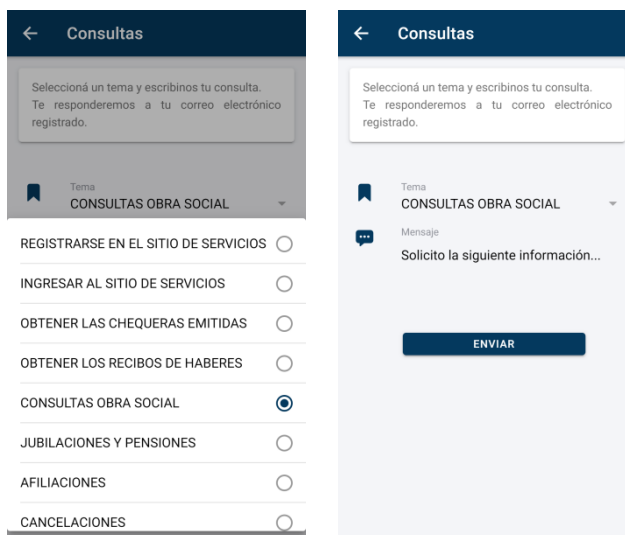 Consultas
Seleccioná un tema y escribinos tu consulta.
Te responderemos a tu correo electrónico
registrado.
Tema
CONSULTAS OBRA SOCIAL
REGISTRARSE EN EL SITIO DE SERVICIOS
INGRESAR AL SITIO DE SERVICIOS
OBTENER LAS CHEQUERAS EMITIDAS
OBTENER LOS RECIBOS DE HABERES
CONSULTAS OBRA SOCIAL
JUBILACIONES Y PENSIONES
AFILIACIONES
CANCELACIONES
Consultas
Seleccioná un tema y escribinos tu consulta.
Te responderemos a tu correo electrónico
registrado.
Tema
CONSULTAS OBRA SOCIAL
Mensaje
Solicito la siguiente información...
ENVIAR